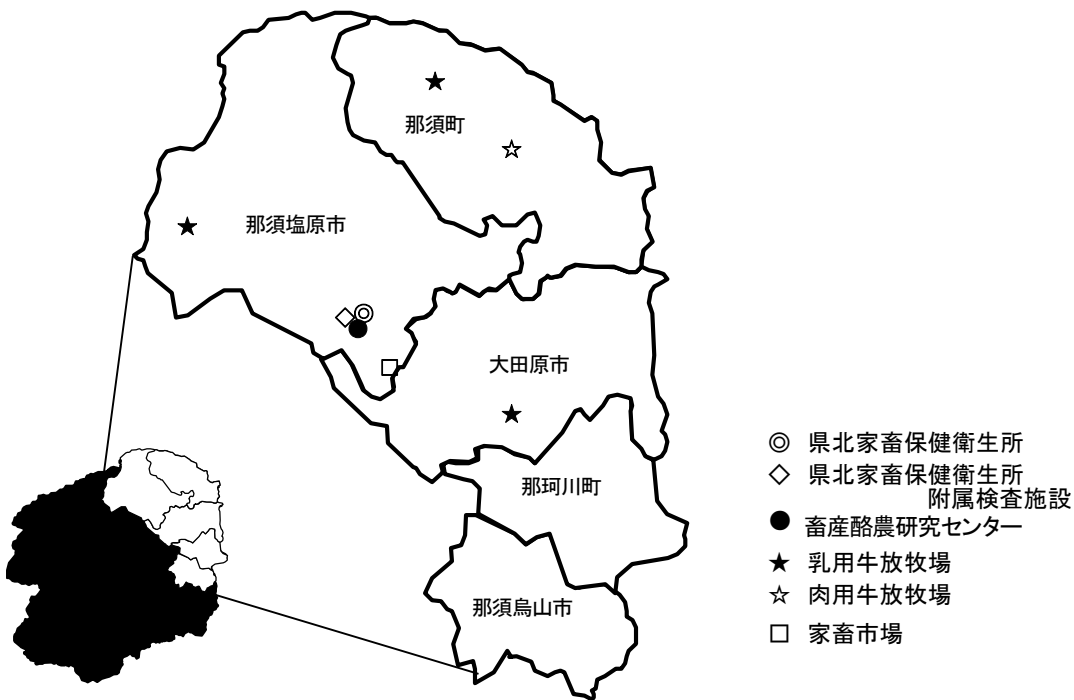 那須町
那須塩原市
大田原市
那珂川町
那須烏山市
◎ 県北家畜保健衛生所
◇ 県北家畜保健衛生所
附属検査施設
● 畜産酪農研究センター
★ 乳用牛放牧場
☆ 肉用牛放牧場
□ 家畜市場